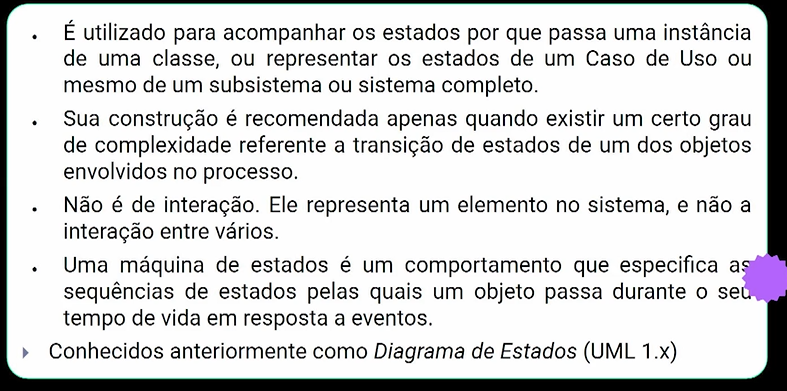 • É utilizado para acompanhar os estados por que passa uma instância
de uma classe, ou representar os estados de um Caso de Uso ou
mesmo de um subsistema ou sistema completo.
• Sua construção é recomendada apenas quando existir um certo grau
de complexidade referente a transição de estados de um dos objetos
envolvidos no processo.
• Não é de interação. Ele representa um elemento no sistema, e não a
interação entre vários.
• Uma máquina de estados é um comportamento que especifica as
sequências de estados pelas quais um objeto passa durante o seu
tempo de vida em resposta a eventos.
Conhecidos anteriormente como Diagrama de Estados (UML 1.x)